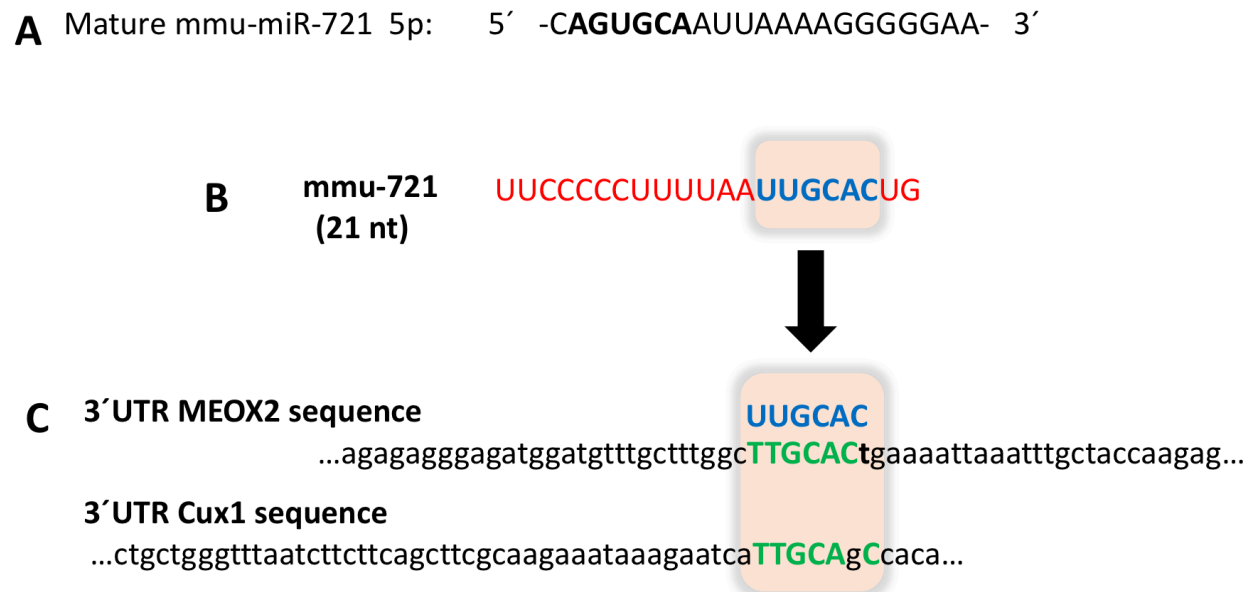 A Mature mmu-miR-721 5p: 5´ -CAGUGCAAUUAAAAGGGGGAA- 3´
B mmu-721 UUCCCCCUUUUAAUUGCACUG
(21 nt)
C 3´UTR MEOX2 sequence UUGCAC
...agagagggagatggatgtttgctttggcTTGCACtgaaaattaaatttgctaccaagag...
3´UTR Cux1 sequence
...ctgctgggtttaatcttcttcagcttcgcaagaaataaagaatcaTTGCAgCcaca...